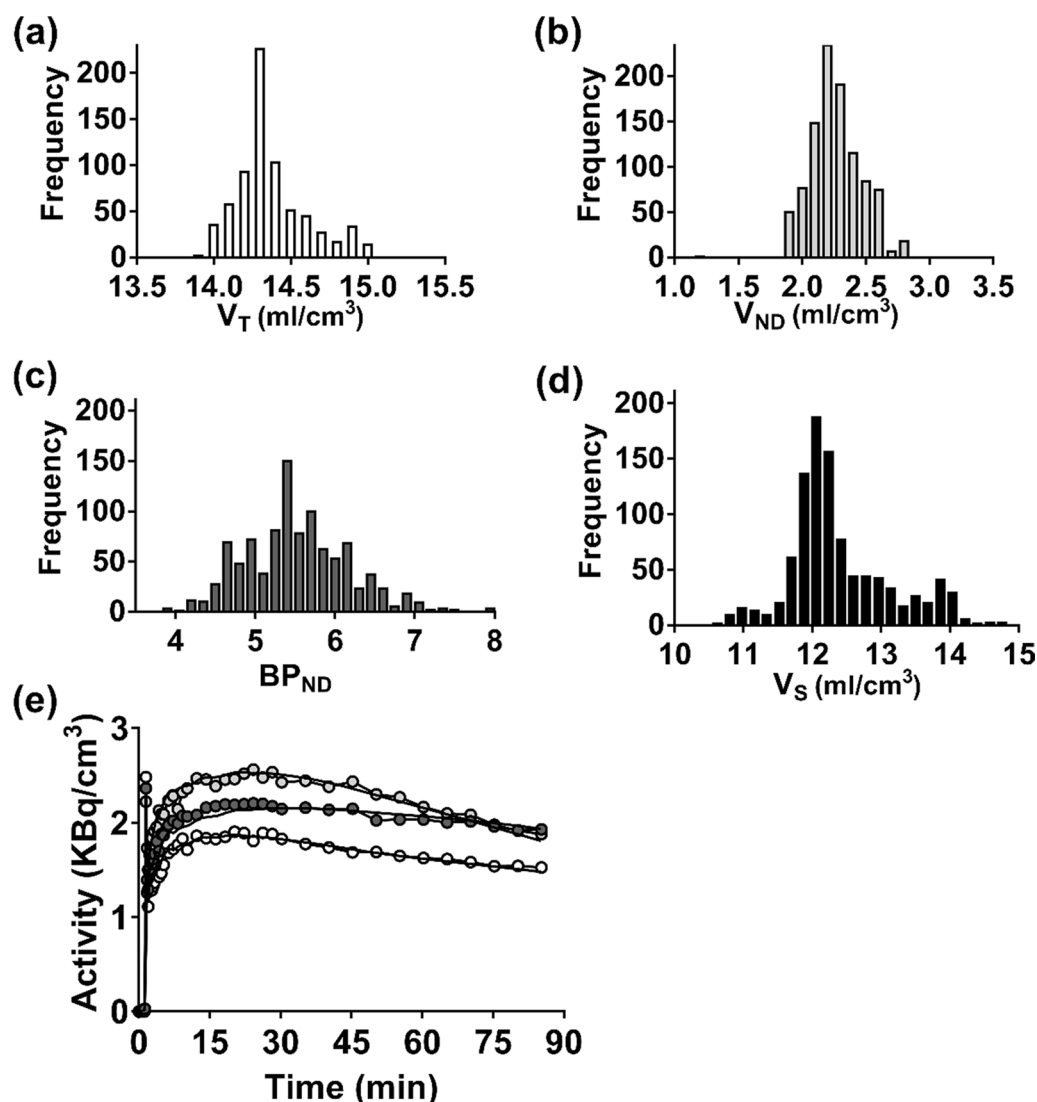 (a)
Frequency
200
150
100
50
0
13.5 14.0 14.5 15.0 15.5
V_T (ml/cm³)
(b)
Frequency
200
150
100
50
0
1.0 1.5 2.0 2.5 3.0 3.5
V_ND (ml/cm³)
(c)
Frequency
200
150
100
50
0
4 5 6 7 8
BP_ND
(d)
Frequency
200
150
100
50
0
10 11 12 13 14 15
V_S (ml/cm³)
(e)
Activity (KBq/cm³)
3
2
1
0
0 15 30 45 60 75 90
Time (min)